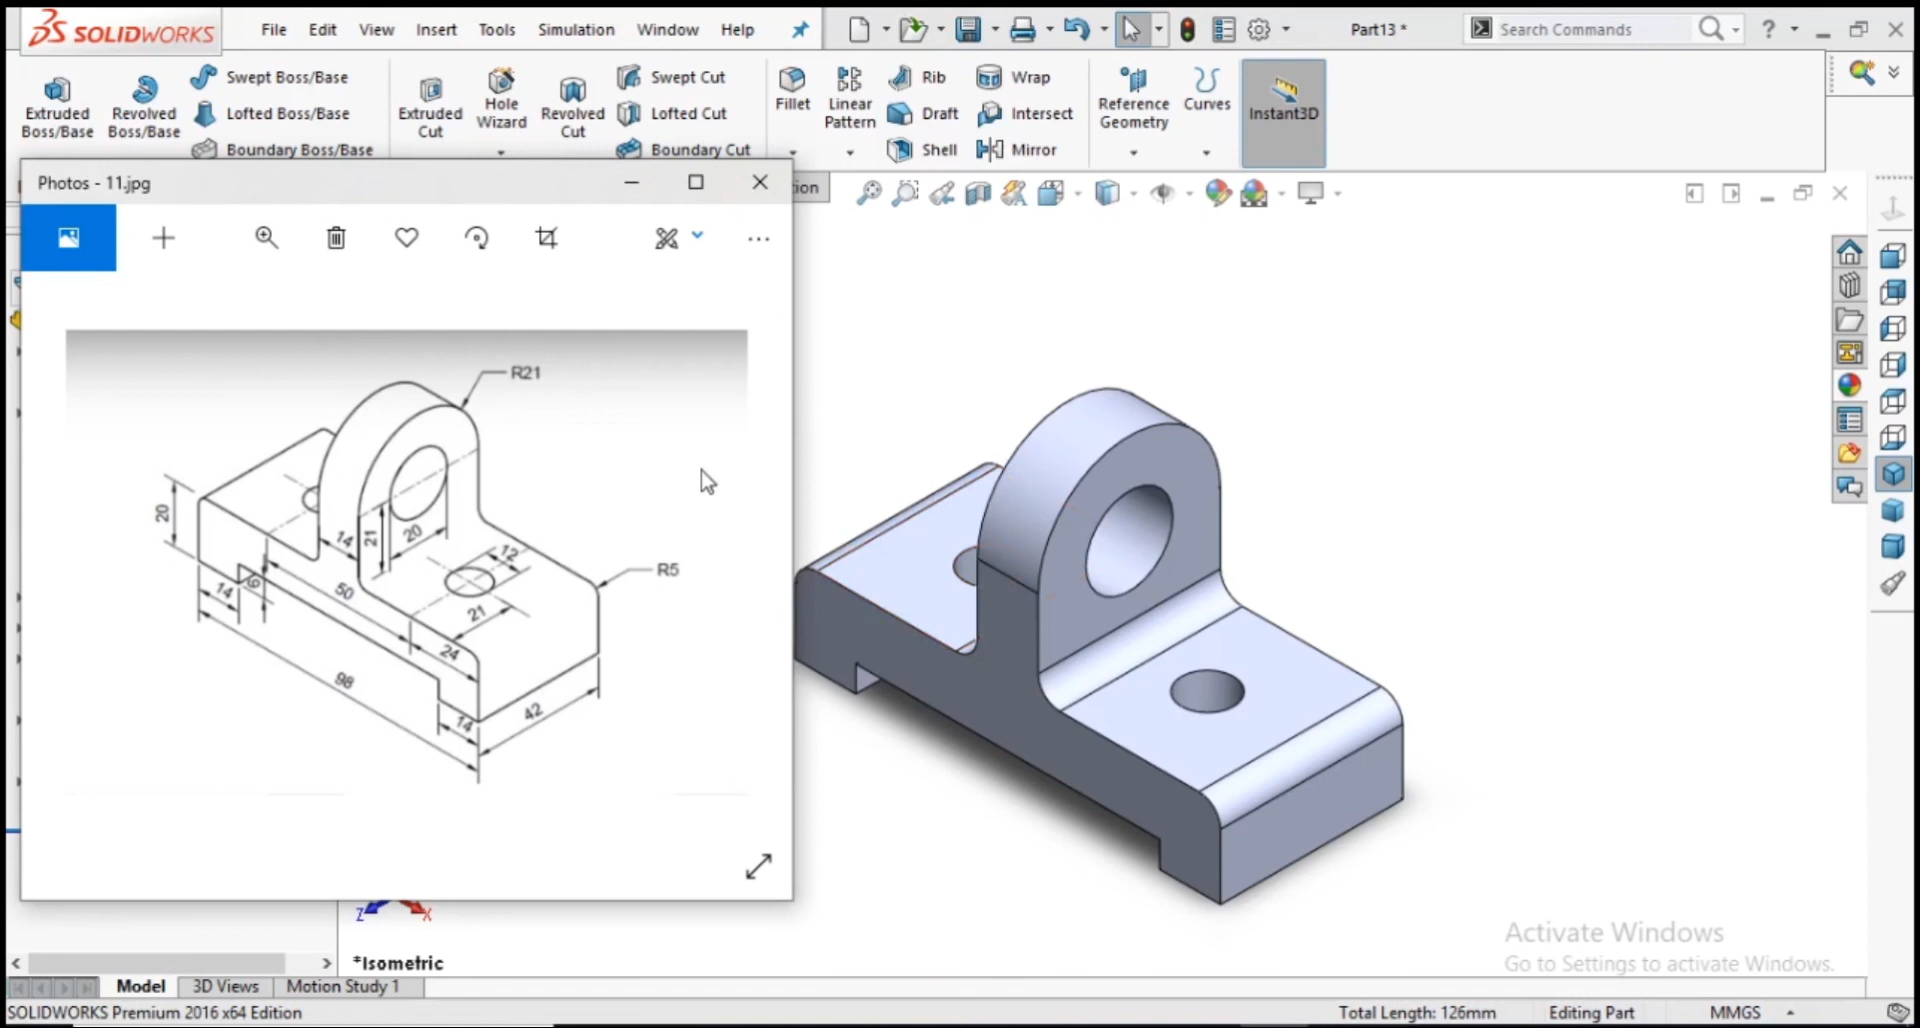 SOLIDWORKS File Edit View Insert Tools Simulation Window Help Part13 * Search Commands ?
Extruded Boss/Base
Revolved Boss/Base
Swept Boss/Base
Lofted Boss/Base
Boundary Boss/Base
Extruded Cut
Hole Wizard
Revolved Cut
Swept Cut
Lofted Cut
Boundary Cut
Fillet
Linear Pattern
Rib
Draft
Shell
Wrap
Intersect
Mirror
Reference Geometry
Curves
Instant3D
Photos - 11.jpg
tion
R21
20
14
21
20
12
R5
6
14
50
21
24
98
14
42
Z X
*Isometric
Activate Windows
Go to Settings to activate Windows.
Model 3D Views Motion Study 1
SOLIDWORKS Premium 2016 x64 Edition Total Length: 126mm Editing Part MMGS